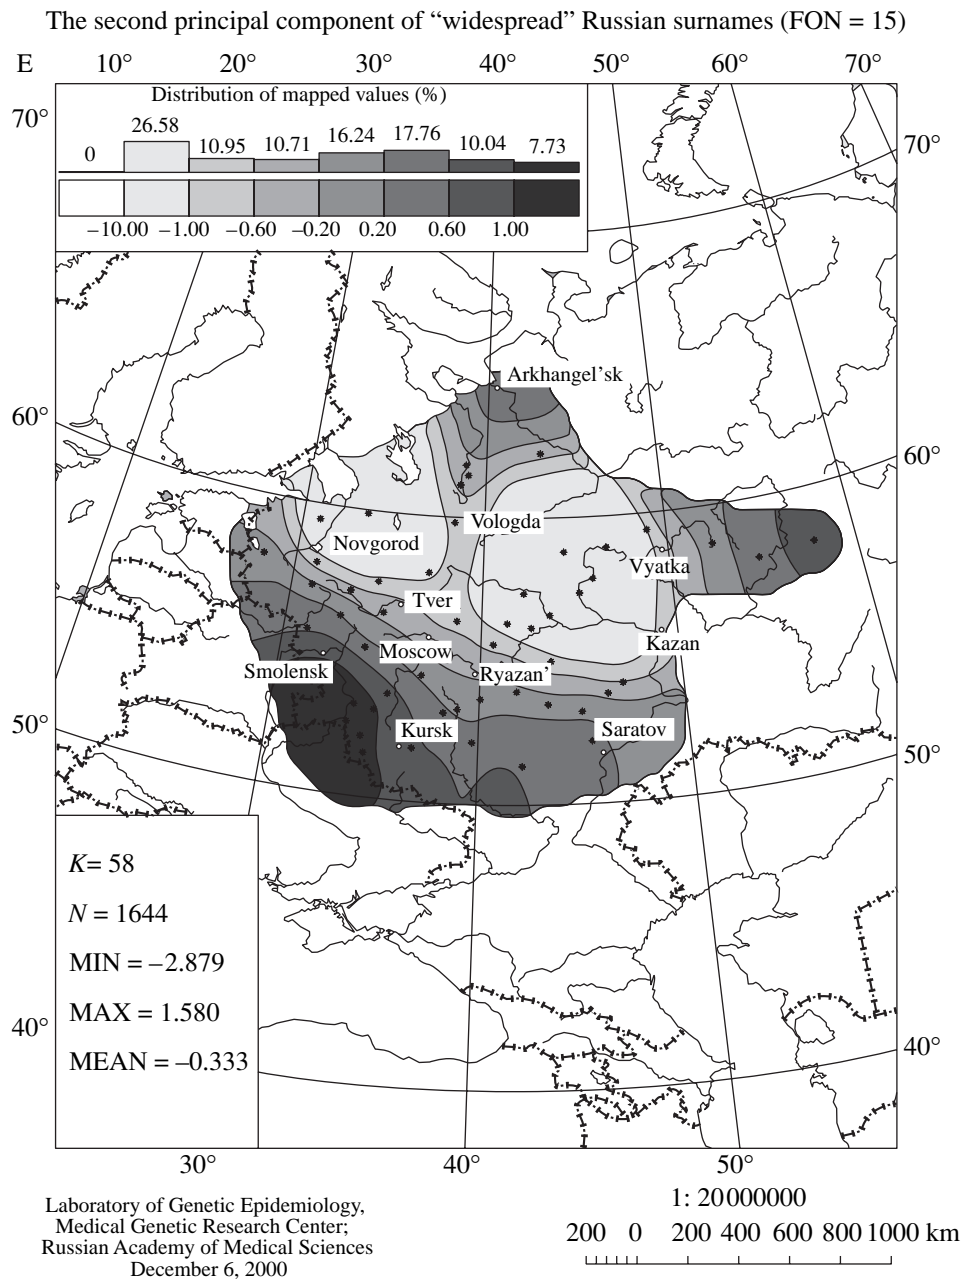 The second principal component of “widespread” Russian surnames (FON = 15)
E 10° 20° 30° 40° 50° 60° 70°
Distribution of mapped values (%)
0 26.58 10.95 10.71 16.24 17.76 10.04 7.73
–10.00 –1.00 –0.60 –0.20 0.20 0.60 1.00
70° 70°
Arkhangel’sk
60° 60°
Vologda
Novgorod
Vyatka
Tver
Kazan
Moscow
Smolensk
Ryazan’
Kursk
Saratov
50° 50°
K= 58
N = 1644
MIN = –2.879
MAX = 1.580
MEAN = –0.333
40° 40°
30° 40° 50°
1: 20000000
200 0 200 400 600 800 1000 km
Laboratory of Genetic Epidemiology,
Medical Genetic Research Center;
Russian Academy of Medical Sciences
December 6, 2000